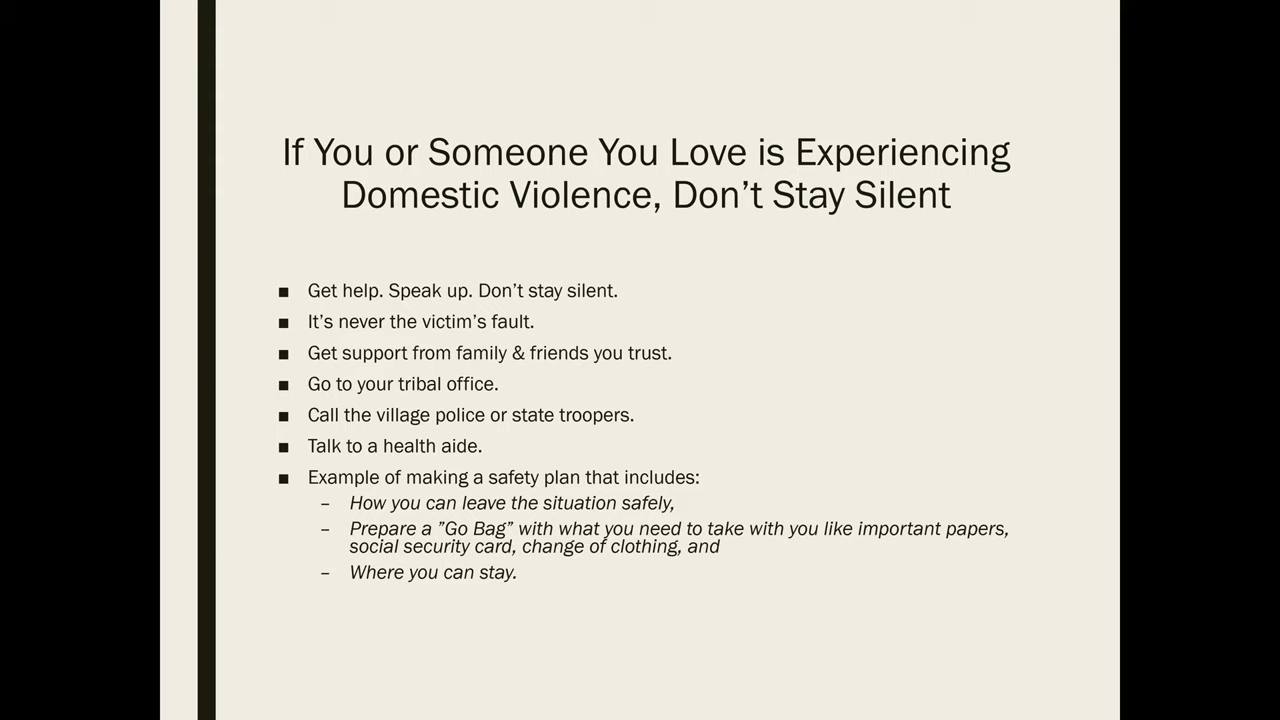 If You or Someone You Love is Experiencing
Domestic Violence, Don’t Stay Silent
■ Get help. Speak up. Don’t stay silent.
■ It’s never the victim’s fault.
■ Get support from family & friends you trust.
■ Go to your tribal office.
■ Call the village police or state troopers.
■ Talk to a health aide.
■ Example of making a safety plan that includes:
– How you can leave the situation safely,
– Prepare a ”Go Bag” with what you need to take with you like important papers,
social security card, change of clothing, and
– Where you can stay.